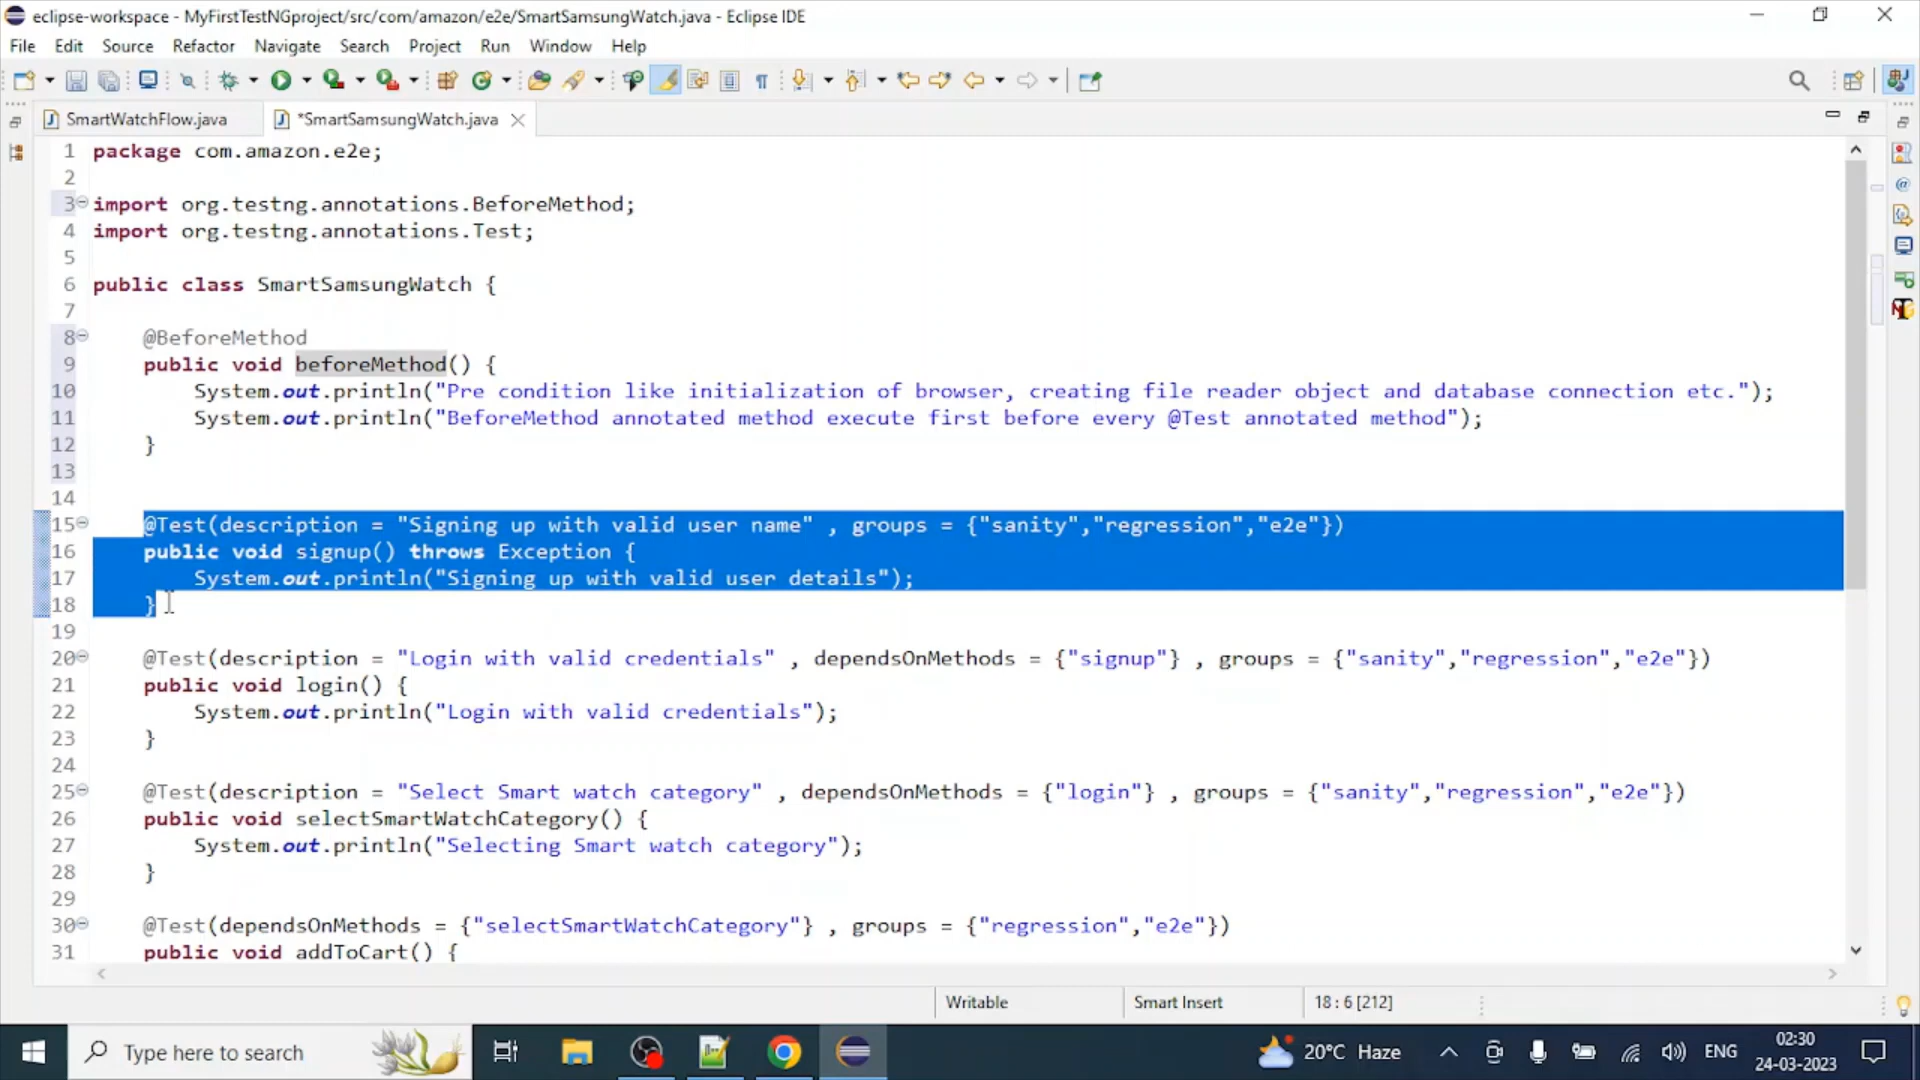 eclipse-workspace - MyFirstTestNGproject/src/com/amazon/e2e/SmartSamsungWatch.java - Eclipse IDE
File Edit Source Refactor Navigate Search Project Run Window Help
SmartWatchFlow.java *SmartSamsungWatch.java
1 package com.amazon.e2e;
2
3 import org.testng.annotations.BeforeMethod;
4 import org.testng.annotations.Test;
5
6 public class SmartSamsungWatch {
7
8 @BeforeMethod
9 public void beforeMethod() {
10 System.out.println("Pre condition like initialization of browser, creating file reader object and database connection etc.");
11 System.out.println("BeforeMethod annotated method execute first before every @Test annotated method");
12 }
13
14
15 @Test(description = "Signing up with valid user name" , groups = {"sanity","regression","e2e"})
16 public void signup() throws Exception {
17 System.out.println("Signing up with valid user details");
18 }
19
20 @Test(description = "Login with valid credentials" , dependsOnMethods = {"signup"} , groups = {"sanity","regression","e2e"})
21 public void login() {
22 System.out.println("Login with valid credentials");
23 }
24
25 @Test(description = "Select Smart watch category" , dependsOnMethods = {"login"} , groups = {"sanity","regression","e2e"})
26 public void selectSmartWatchCategory() {
27 System.out.println("Selecting Smart watch category");
28 }
29
30 @Test(dependsOnMethods = {"selectSmartWatchCategory"} , groups = {"regression","e2e"})
31 public void addToCart() {
Writable Smart Insert 18 : 6 [212]
Type here to search 20°C Haze ENG 02:30
24-03-2023